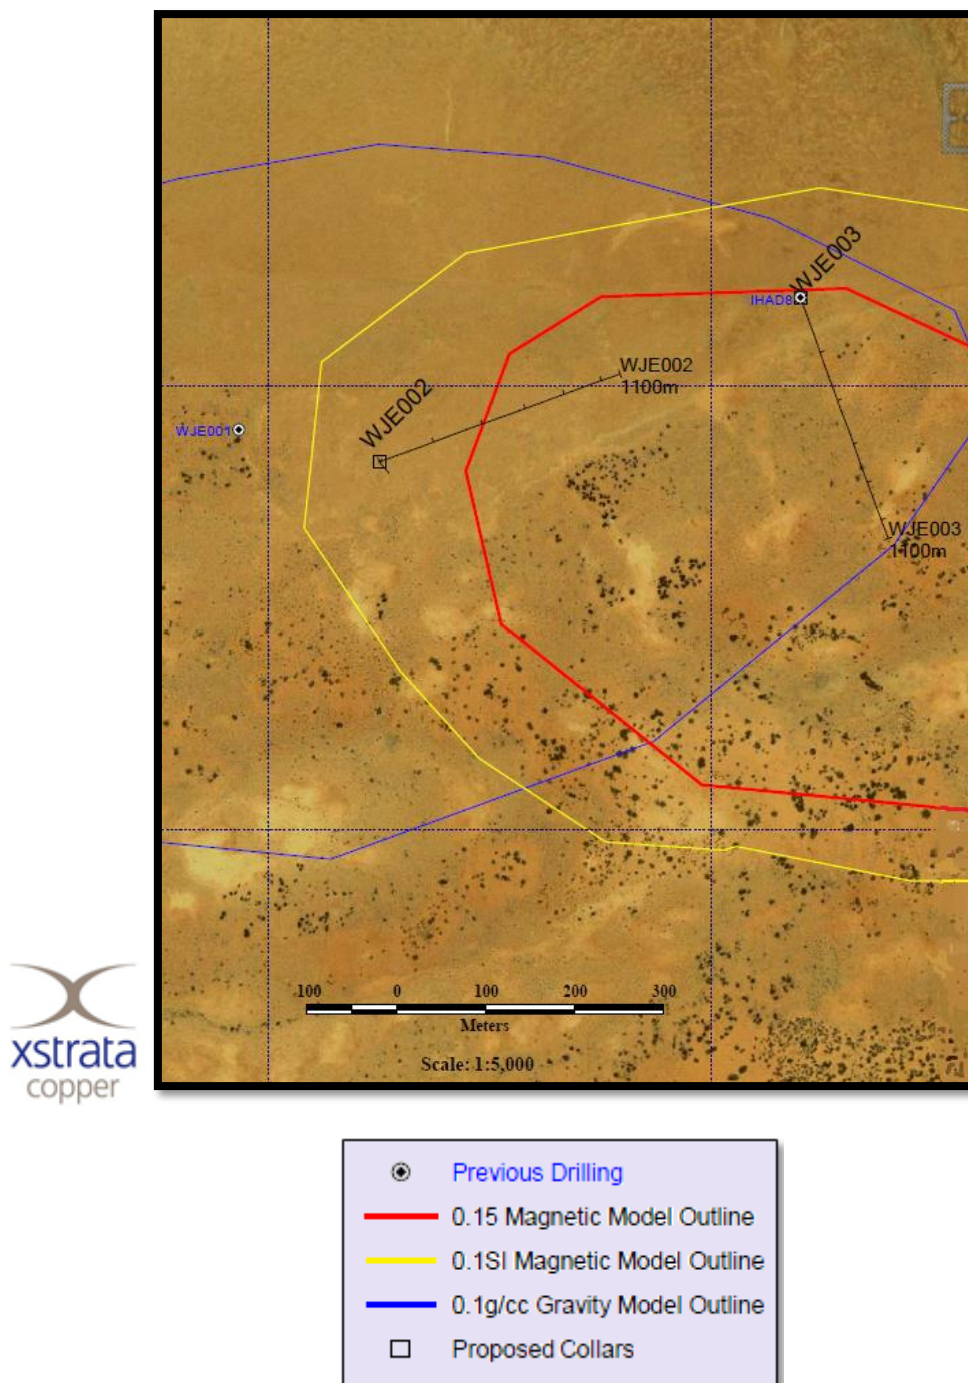 WJE003
IHAD8
WJE002
1100m
WJE002
WJE001
WJE003
1100m
100 0 100 200 300
Meters
Scale: 1:5,000
xstrata
copper
Previous Drilling
0.15 Magnetic Model Outline
0.1SI Magnetic Model Outline
0.1g/cc Gravity Model Outline
Proposed Collars